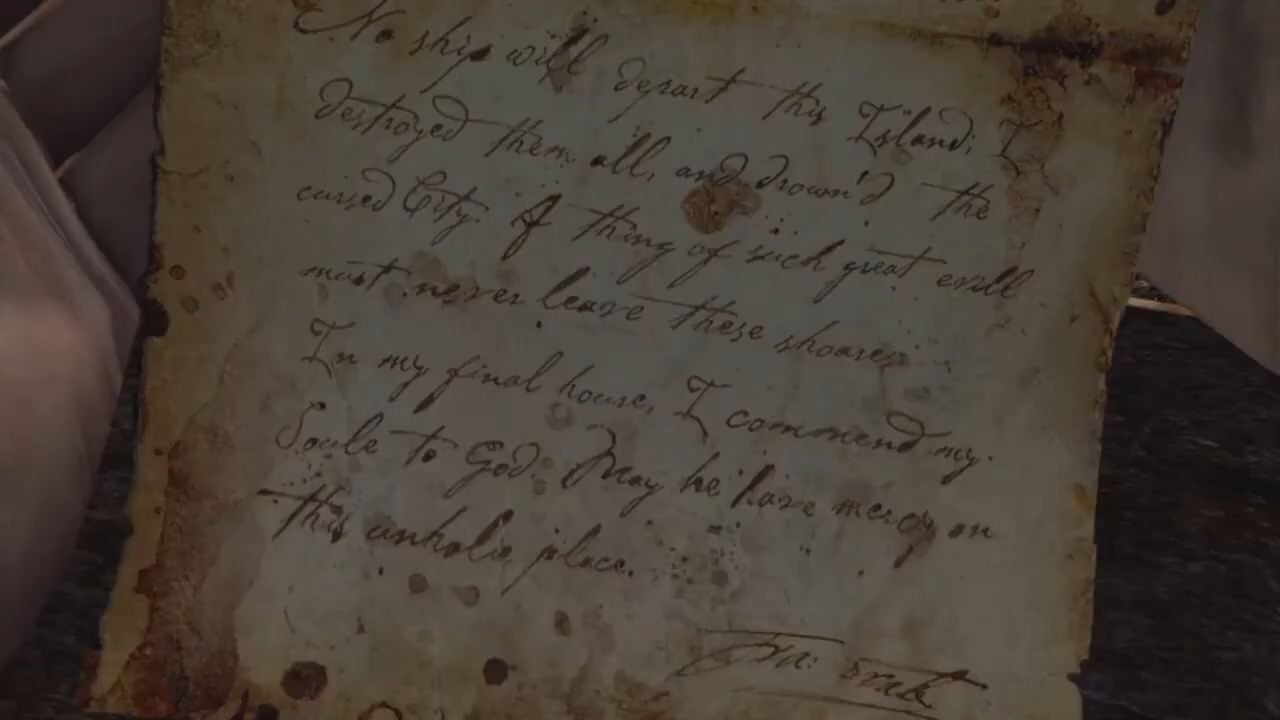 No ship will depart this Island; I
destroyed them all, and drown'd the
cursed City. A thing of such great evill
must never leave these shoares.
In my final house, I commend my
Soule to God. May he have mercy on
this unholie place.
Fra: Drak